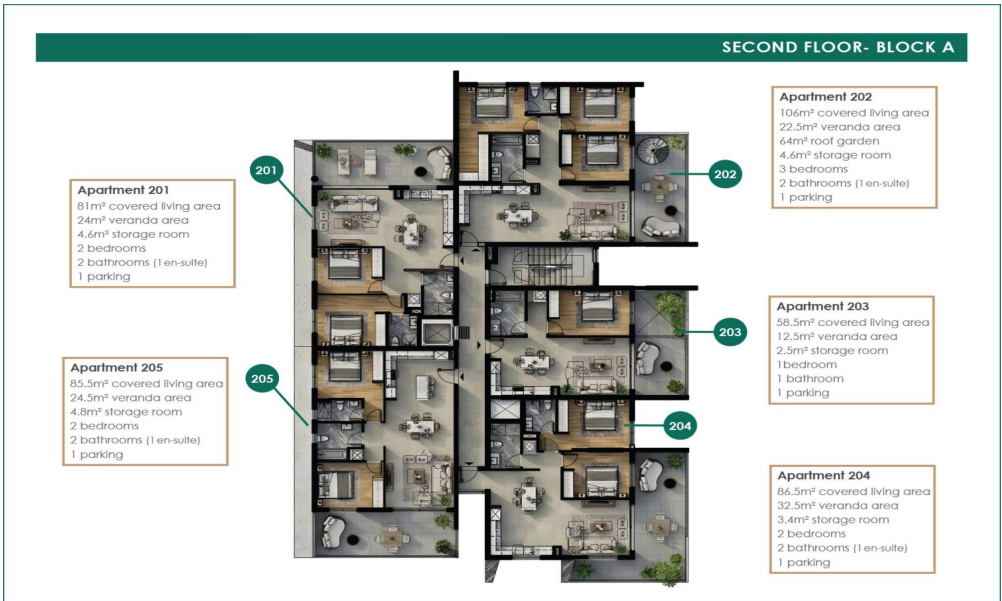 SECOND FLOOR- BLOCK A
Apartment 202
106m² covered living area
22.5m² veranda area
64m² roof garden
4.6m² storage room
3 bedrooms
2 bathrooms (1 en-suite)
1 parking
201
202
Apartment 201
81m² covered living area
24m² veranda area
4.6m² storage room
2 bedrooms
2 bathrooms (1 en-suite)
1 parking
Apartment 203
58.5m² covered living area
12.5m² veranda area
2.5m² storage room
1bedroom
1 bathroom
1 parking
203
Apartment 205
85.5m² covered living area
24.5m² veranda area
4.8m² storage room
2 bedrooms
2 bathrooms (1 en-suite)
1 parking
205
204
Apartment 204
86.5m² covered living area
32.5m² veranda area
3.4m² storage room
2 bedrooms
2 bathrooms (1 en-suite)
1 parking